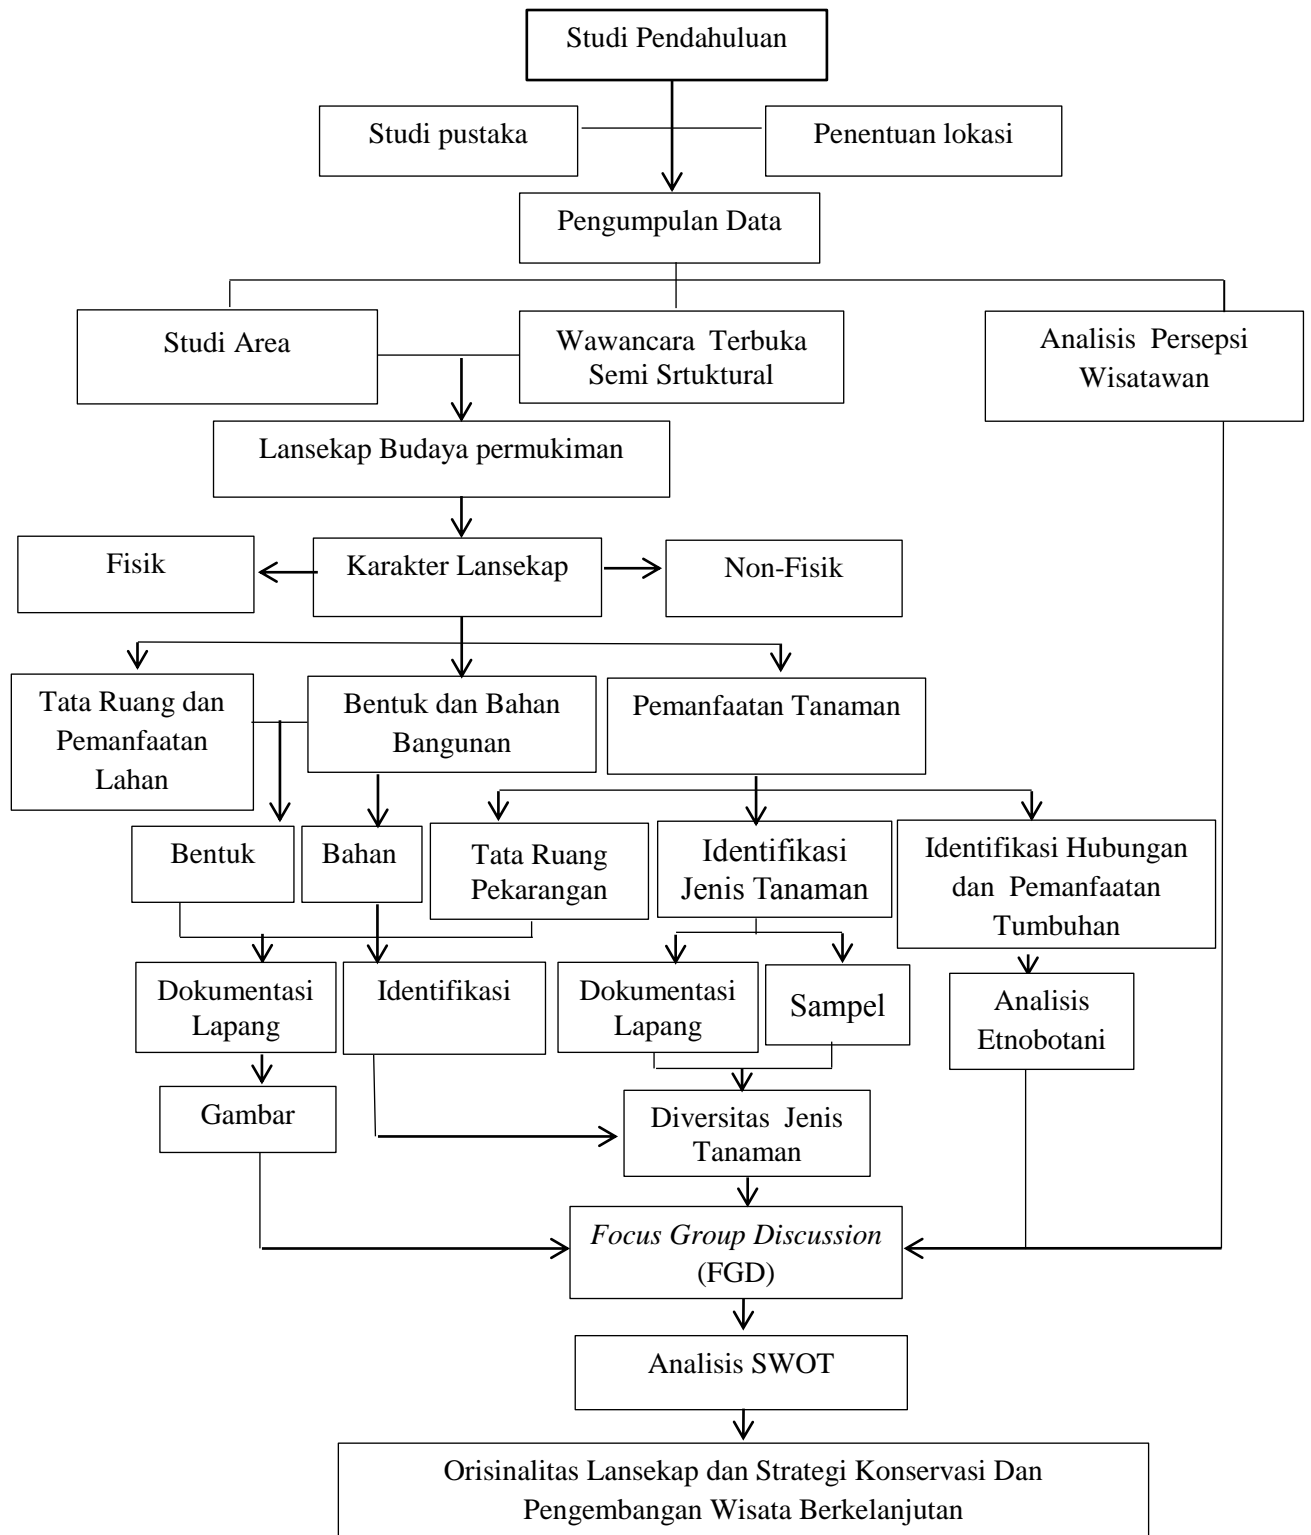 Studi Pendahuluan
Studi pustaka
Penentuan lokasi
Pengumpulan Data
Studi Area
Wawancara Terbuka
Semi Srtuktural
Analisis Persepsi
Wisatawan
Lansekap Budaya permukiman
Fisik
Karakter Lansekap
Non-Fisik
Tata Ruang dan
Pemanfaatan
Lahan
Bentuk dan Bahan
Bangunan
Pemanfaatan Tanaman
Bentuk
Bahan
Tata Ruang
Pekarangan
Identifikasi
Jenis Tanaman
Identifikasi Hubungan
dan Pemanfaatan
Tumbuhan
Dokumentasi
Lapang
Identifikasi
Dokumentasi
Lapang
Sampel
Analisis
Etnobotani
Gambar
Diversitas Jenis
Tanaman
Focus Group Discussion
(FGD)
Analisis SWOT
Orisinalitas Lansekap dan Strategi Konservasi Dan
Pengembangan Wisata Berkelanjutan